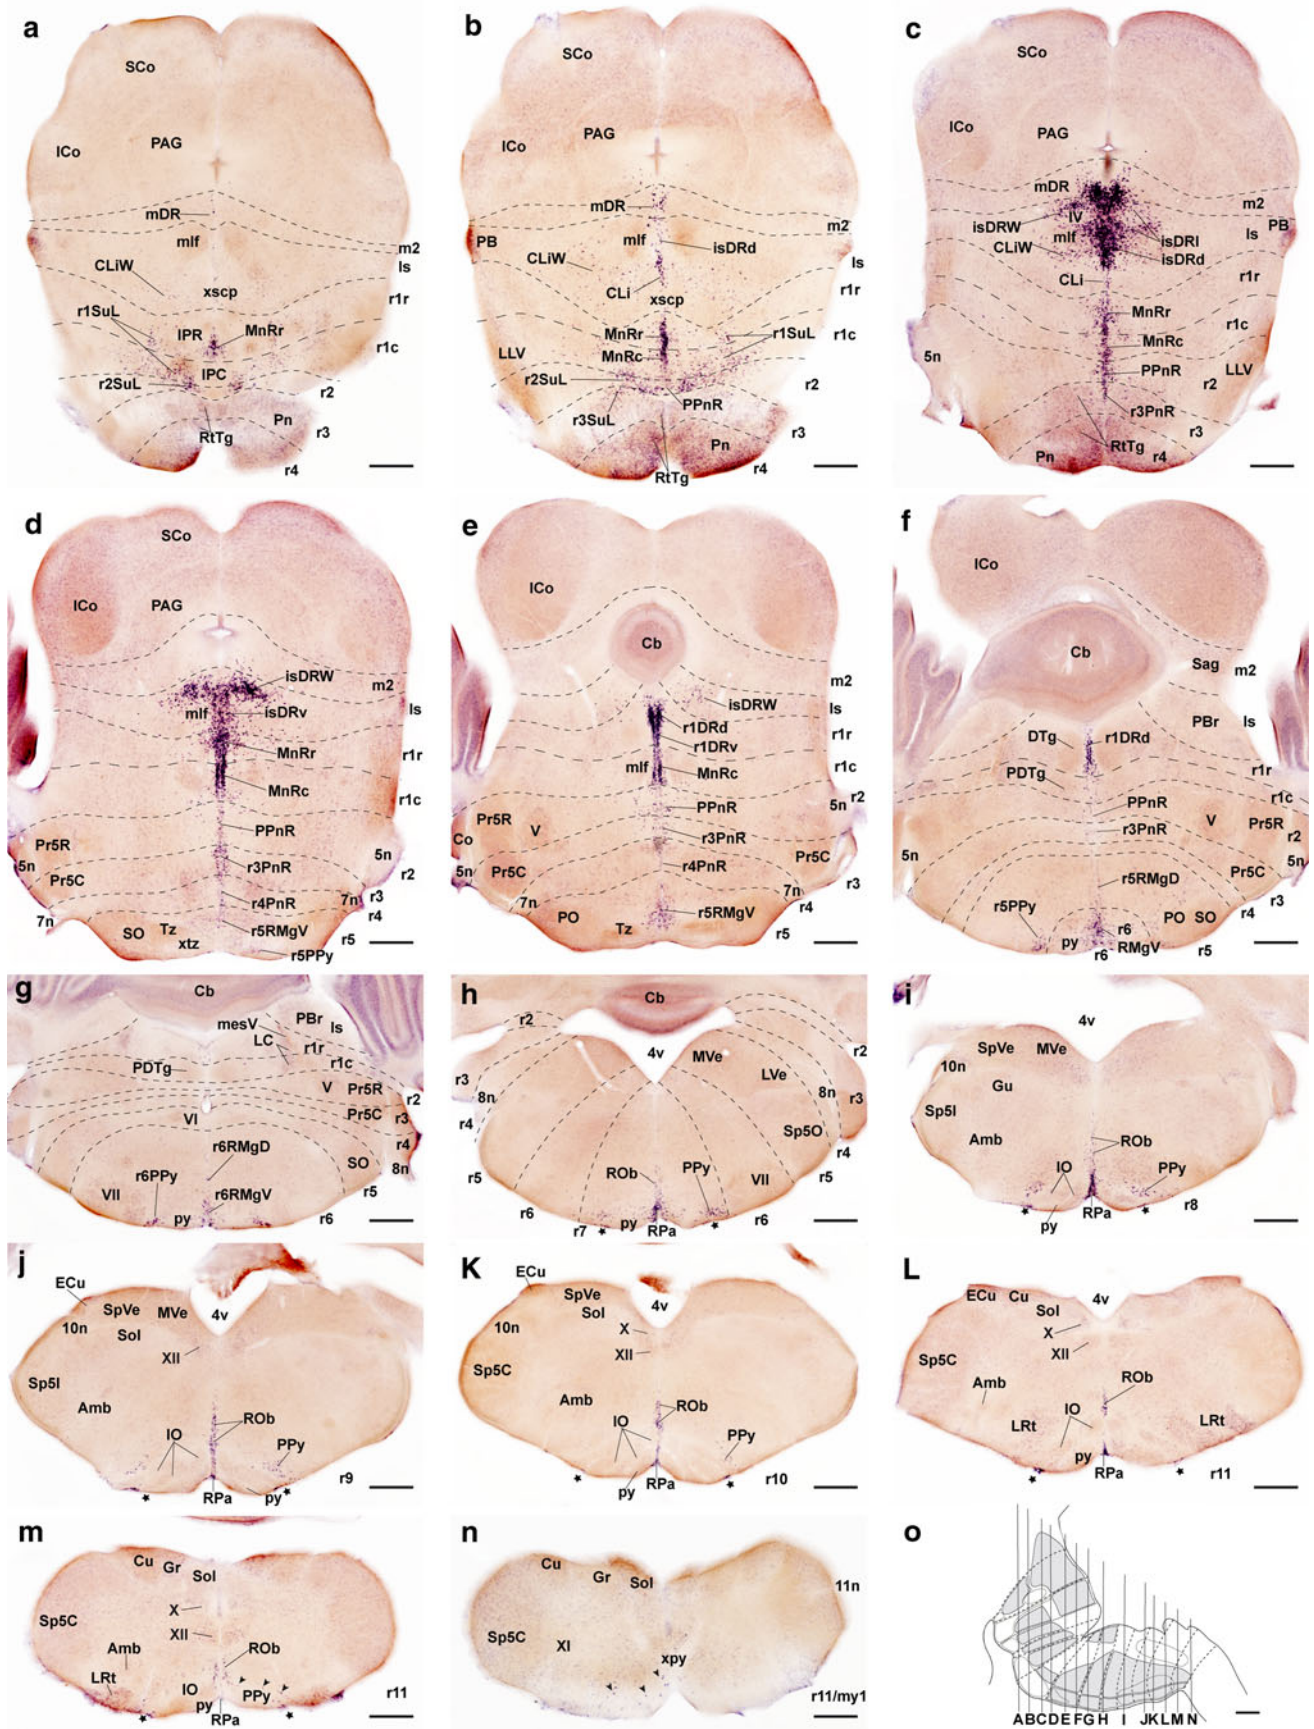 a
SCo
ICo
PAG
mDR
mlf
m2
CLiW
Is
xscp
r1r
r1SuL
IPR
MnRr
r1c
IPC
r2SuL
r2
Pn
RtTg
r3
r4
b
SCo
ICo
PAG
mDR
m2
PB
mlf
isDRd
CLiW
Is
CLi
xscp
r1r
MnRr
r1SuL
MnRc
r1c
LLV
r2SuL
r2
PPnR
r3SuL
Pn
r3
r4
RtTg
c
SCo
ICo
PAG
mDR
m2
isDRW
IV
Is
PB
mlf
isDRl
CLiW
isDRd
CLi
r1r
MnRr
r1c
MnRc
5n
PPnR
LLV
r2
r3PnR
r3
RtTg
Pn
r4
d
SCo
ICo
PAG
isDRW
m2
mlf
isDRv
Is
MnRr
r1r
MnRc
r1c
PPnR
Pr5R
5n
r3PnR
r2
Pr5C
7n
r3
r4PnR
7n
r4
SO
Tz
r5RMgV
r5
xtz
r5PPy
e
ICo
Cb
m2
isDRW
Is
r1DRd
r1DRv
r1r
mlf
MnRc
r1c
r2
PPnR
5n
Pr5R
V
Co
r3PnR
Pr5C
Pr5C
5n
r4PnR
r3
7n
7n
r4
PO
r5RMgV
Tz
r5
f
ICo
Cb
Sag
m2
PBr
Is
DTg
r1DRd
r1r
PDTg
r1c
PPnR
V
Pr5R
r2
r3PnR
5n
Pr5C
5n
r3
r5RMgD
r4
r5PPy
PO
SO
py
r6
r5
r6
RMgV
g
Cb
mesV
PBr
Is
LC
r1r
r1c
PDTg
V
Pr5R
r2
VI
Pr5C
r3
r4
r6RMgD
SO
8n
r6PPy
r5
VII
r6RMgV
py
r6
h
Cb
r2
4v
MVe
r2
LVe
r3
8n
8n
r3
r4
Sp5O
r4
r5
ROb
PPy
VII
r5
r6
py
r6
r7
RPa
i
4v
SpVe
MVe
10n
Gu
Sp5I
Amb
ROb
IO
PPy
RPa
r8
py
j
ECu
SpVe
MVe
4v
10n
Sol
XII
Sp5I
Amb
ROb
IO
PPy
r9
RPa
py
K
ECu
SpVe
4v
Sol
10n
X
XII
Sp5C
Amb
ROb
IO
PPy
r10
py
RPa
L
ECu
Cu
Sol
4v
X
XII
Sp5C
Amb
ROb
IO
LRt
LRt
py
RPa
r11
m
Cu
Gr
Sol
X
Sp5C
XII
Amb
ROb
LRt
IO
PPy
py
r11
RPa
n
Cu
Gr
Sol
11n
Sp5C
XI
xpy
r11/my1
o
ABCDEFGH I JKLMN